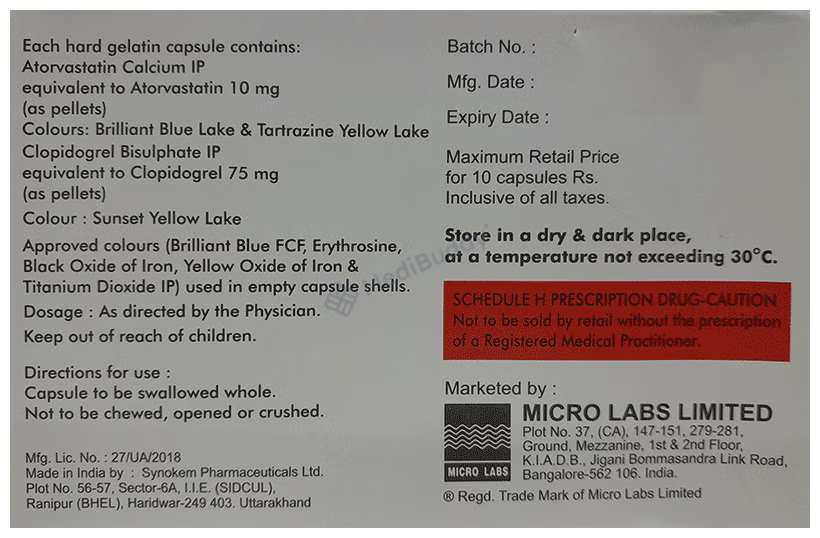 Each hard gelatin capsule contains:
Atorvastatin Calcium IP
equivalent to Atorvastatin 10 mg
(as pellets)
Colours: Brilliant Blue Lake & Tartrazine Yellow Lake
Clopidogrel Bisulphate IP
equivalent to Clopidogrel 75 mg
(as pellets)
Colour : Sunset Yellow Lake
Approved colours (Brilliant Blue FCF, Erythrosine,
Black Oxide of Iron, Yellow Oxide of Iron &
Titanium Dioxide IP) used in empty capsule shells.
Dosage : As directed by the Physician.
Keep out of reach of children.
Directions for use :
Capsule to be swallowed whole.
Not to be chewed, opened or crushed.
Mfg. Lic. No. : 27/UA/2018
Made in India by : Synokem Pharmaceuticals Ltd.
Plot No. 56-57, Sector-6A, I.I.E. (SIDCUL),
Ranipur (BHEL), Haridwar-249 403. Uttarakhand
Batch No. :
Mfg. Date :
Expiry Date :
Maximum Retail Price
for 10 capsules Rs.
Inclusive of all taxes.
Store in a dry & dark place,
at a temperature not exceeding 30°C.
SCHEDULE H PRESCRIPTION DRUG-CAUTION
Not to be sold by retail without the prescription
of a Registered Medical Practitioner.
Marketed by :
MICRO LABS
MICRO LABS LIMITED
Plot No. 37, (CA), 147-151, 279-281,
Ground, Mezzanine, 1st & 2nd Floor,
K.I.A.D.B., Jigani Bommasandra Link Road,
Bangalore-562 106. India.
® Regd. Trade Mark of Micro Labs Limited
MediBuddy